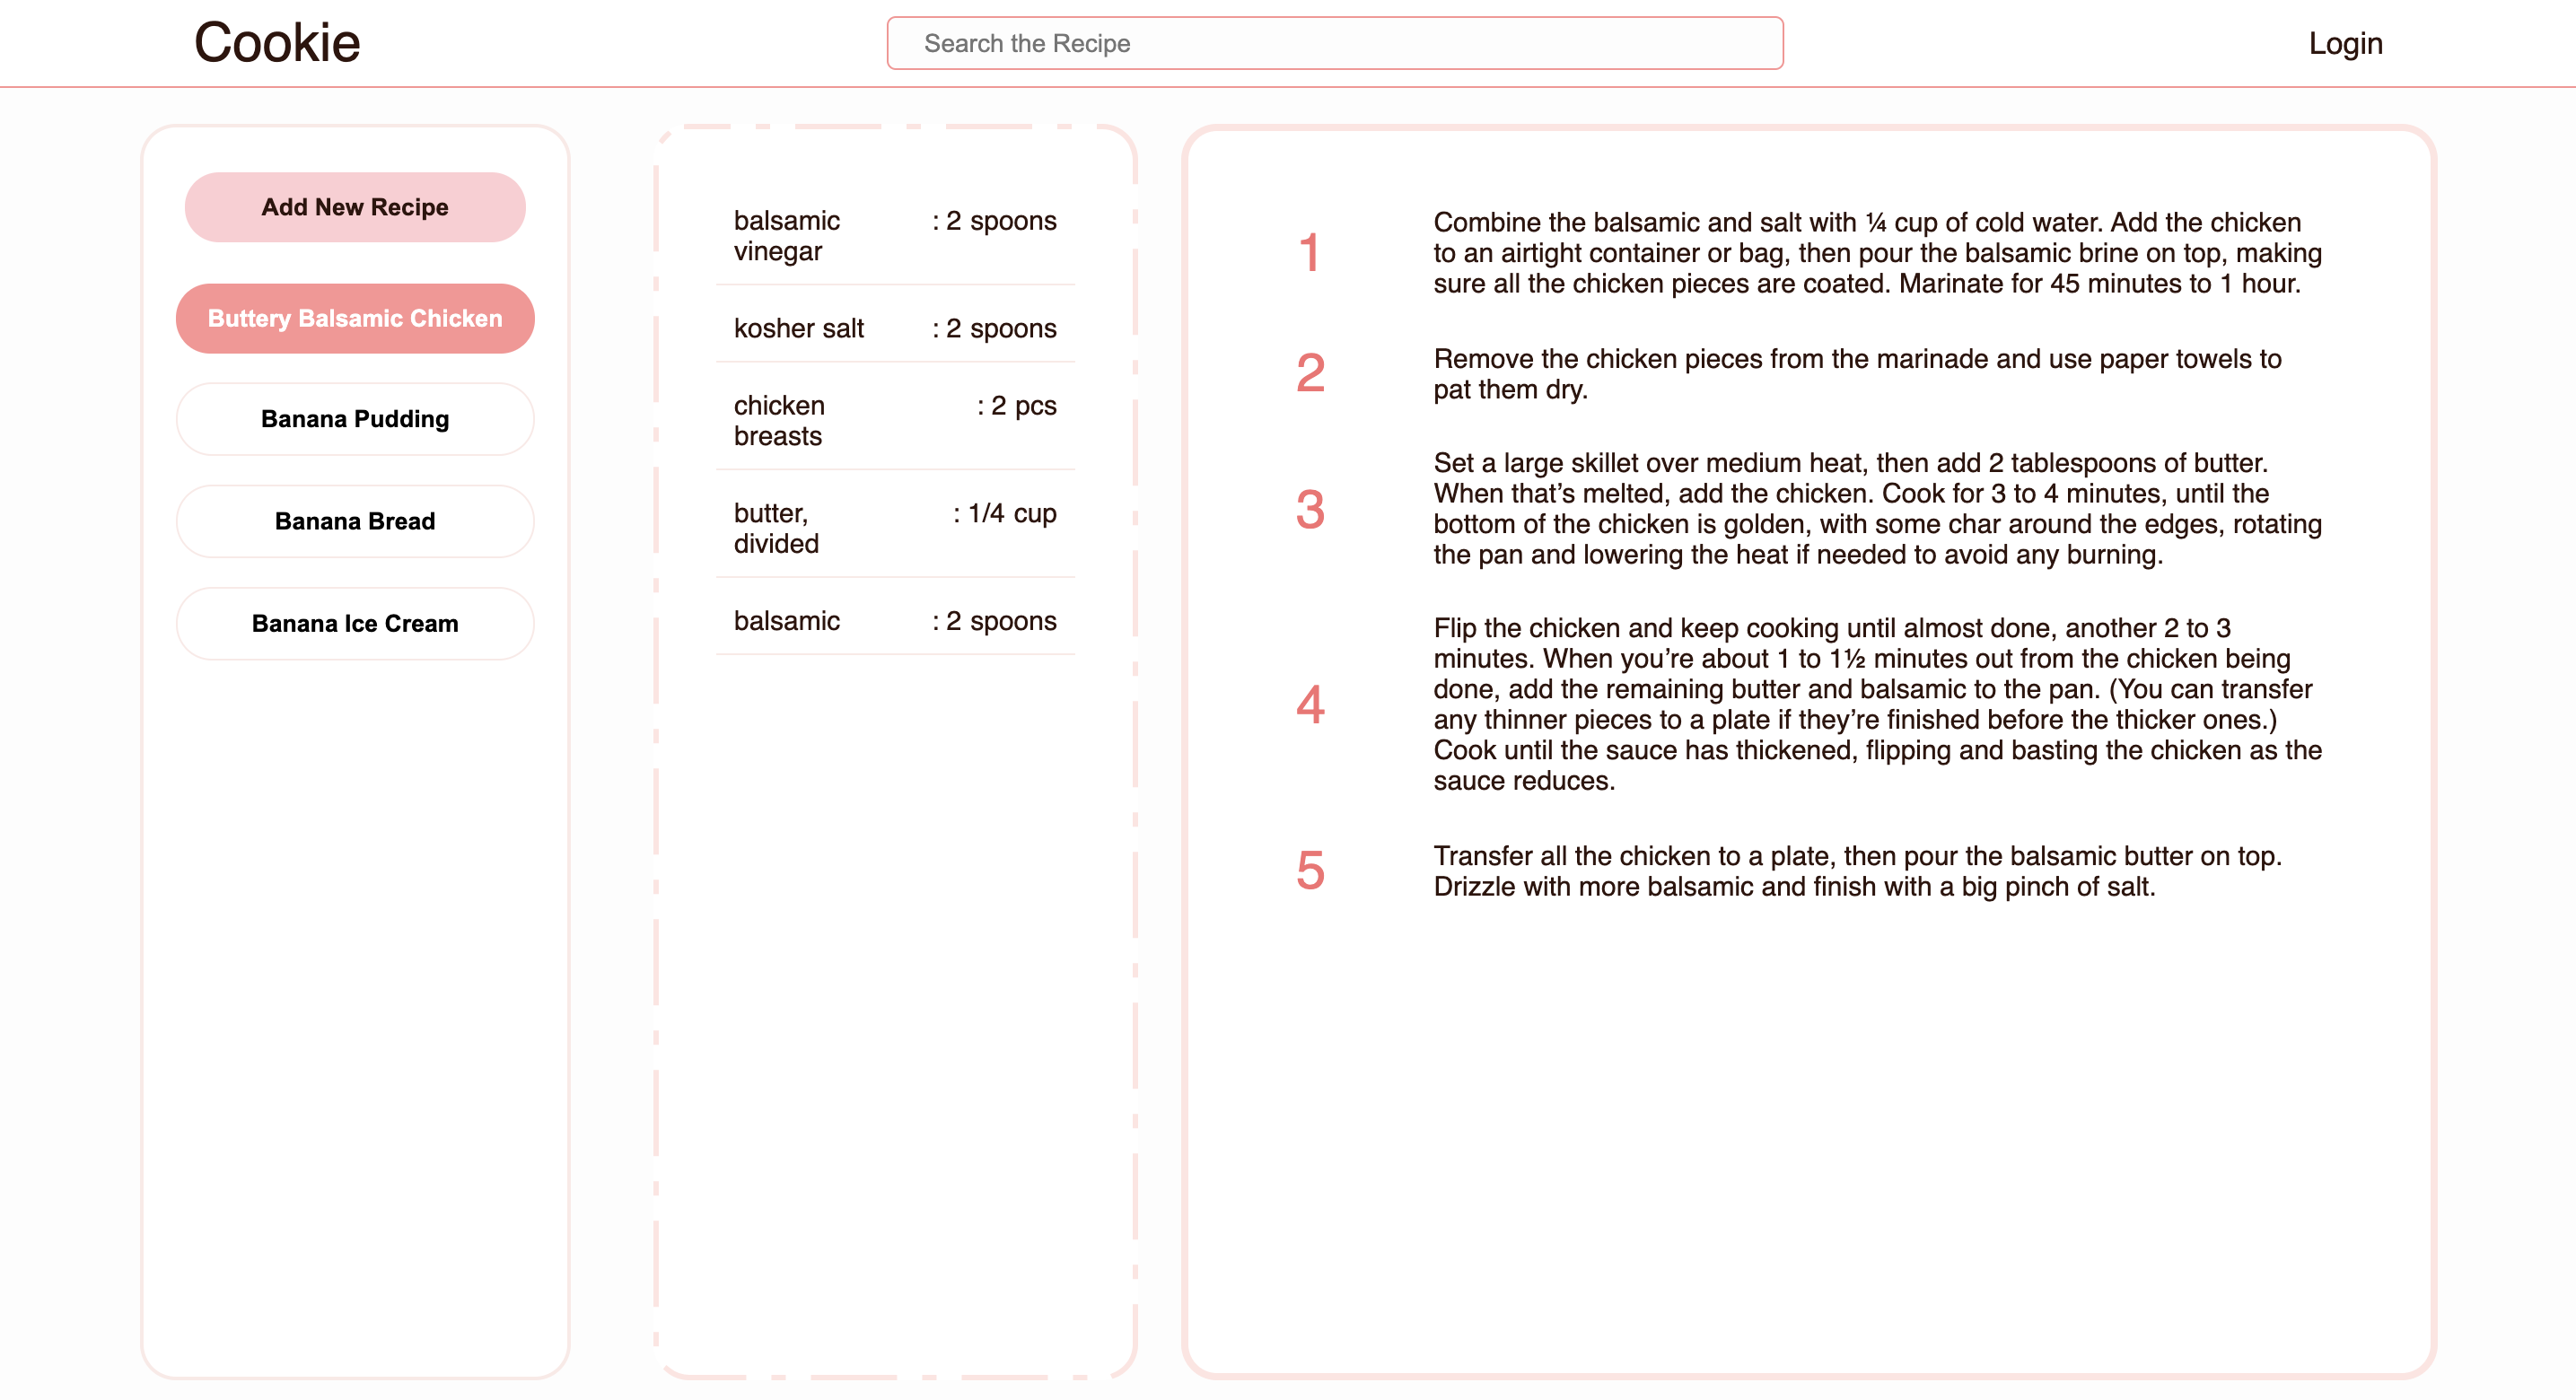 Cookie
Search the Recipe
Login
Add New Recipe
Buttery Balsamic Chicken
Banana Pudding
Banana Bread
Banana Ice Cream
balsamic : 2 spoons
vinegar
kosher salt : 2 spoons
chicken : 2 pcs
breasts
butter, : 1/4 cup
divided
balsamic : 2 spoons
1
Combine the balsamic and salt with ¼ cup of cold water. Add the chicken
to an airtight container or bag, then pour the balsamic brine on top, making
sure all the chicken pieces are coated. Marinate for 45 minutes to 1 hour.
2
Remove the chicken pieces from the marinade and use paper towels to
pat them dry.
3
Set a large skillet over medium heat, then add 2 tablespoons of butter.
When that’s melted, add the chicken. Cook for 3 to 4 minutes, until the
bottom of the chicken is golden, with some char around the edges, rotating
the pan and lowering the heat if needed to avoid any burning.
4
Flip the chicken and keep cooking until almost done, another 2 to 3
minutes. When you’re about 1 to 1½ minutes out from the chicken being
done, add the remaining butter and balsamic to the pan. (You can transfer
any thinner pieces to a plate if they’re finished before the thicker ones.)
Cook until the sauce has thickened, flipping and basting the chicken as the
sauce reduces.
5
Transfer all the chicken to a plate, then pour the balsamic butter on top.
Drizzle with more balsamic and finish with a big pinch of salt.